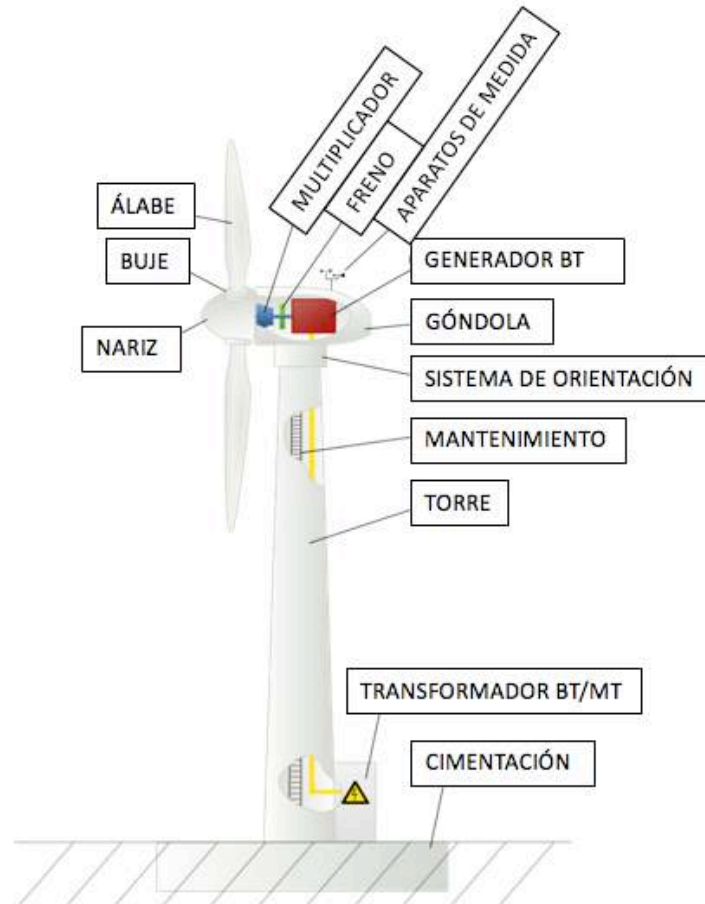 MULTIPLICADOR
FRENO
APARATOS DE MEDIDA
ÁLABE
BUJE
NARIZ
GENERADOR BT
GÓNDOLA
SISTEMA DE ORIENTACIÓN
MANTENIMIENTO
TORRE
TRANSFORMADOR BT/MT
CIMENTACIÓN